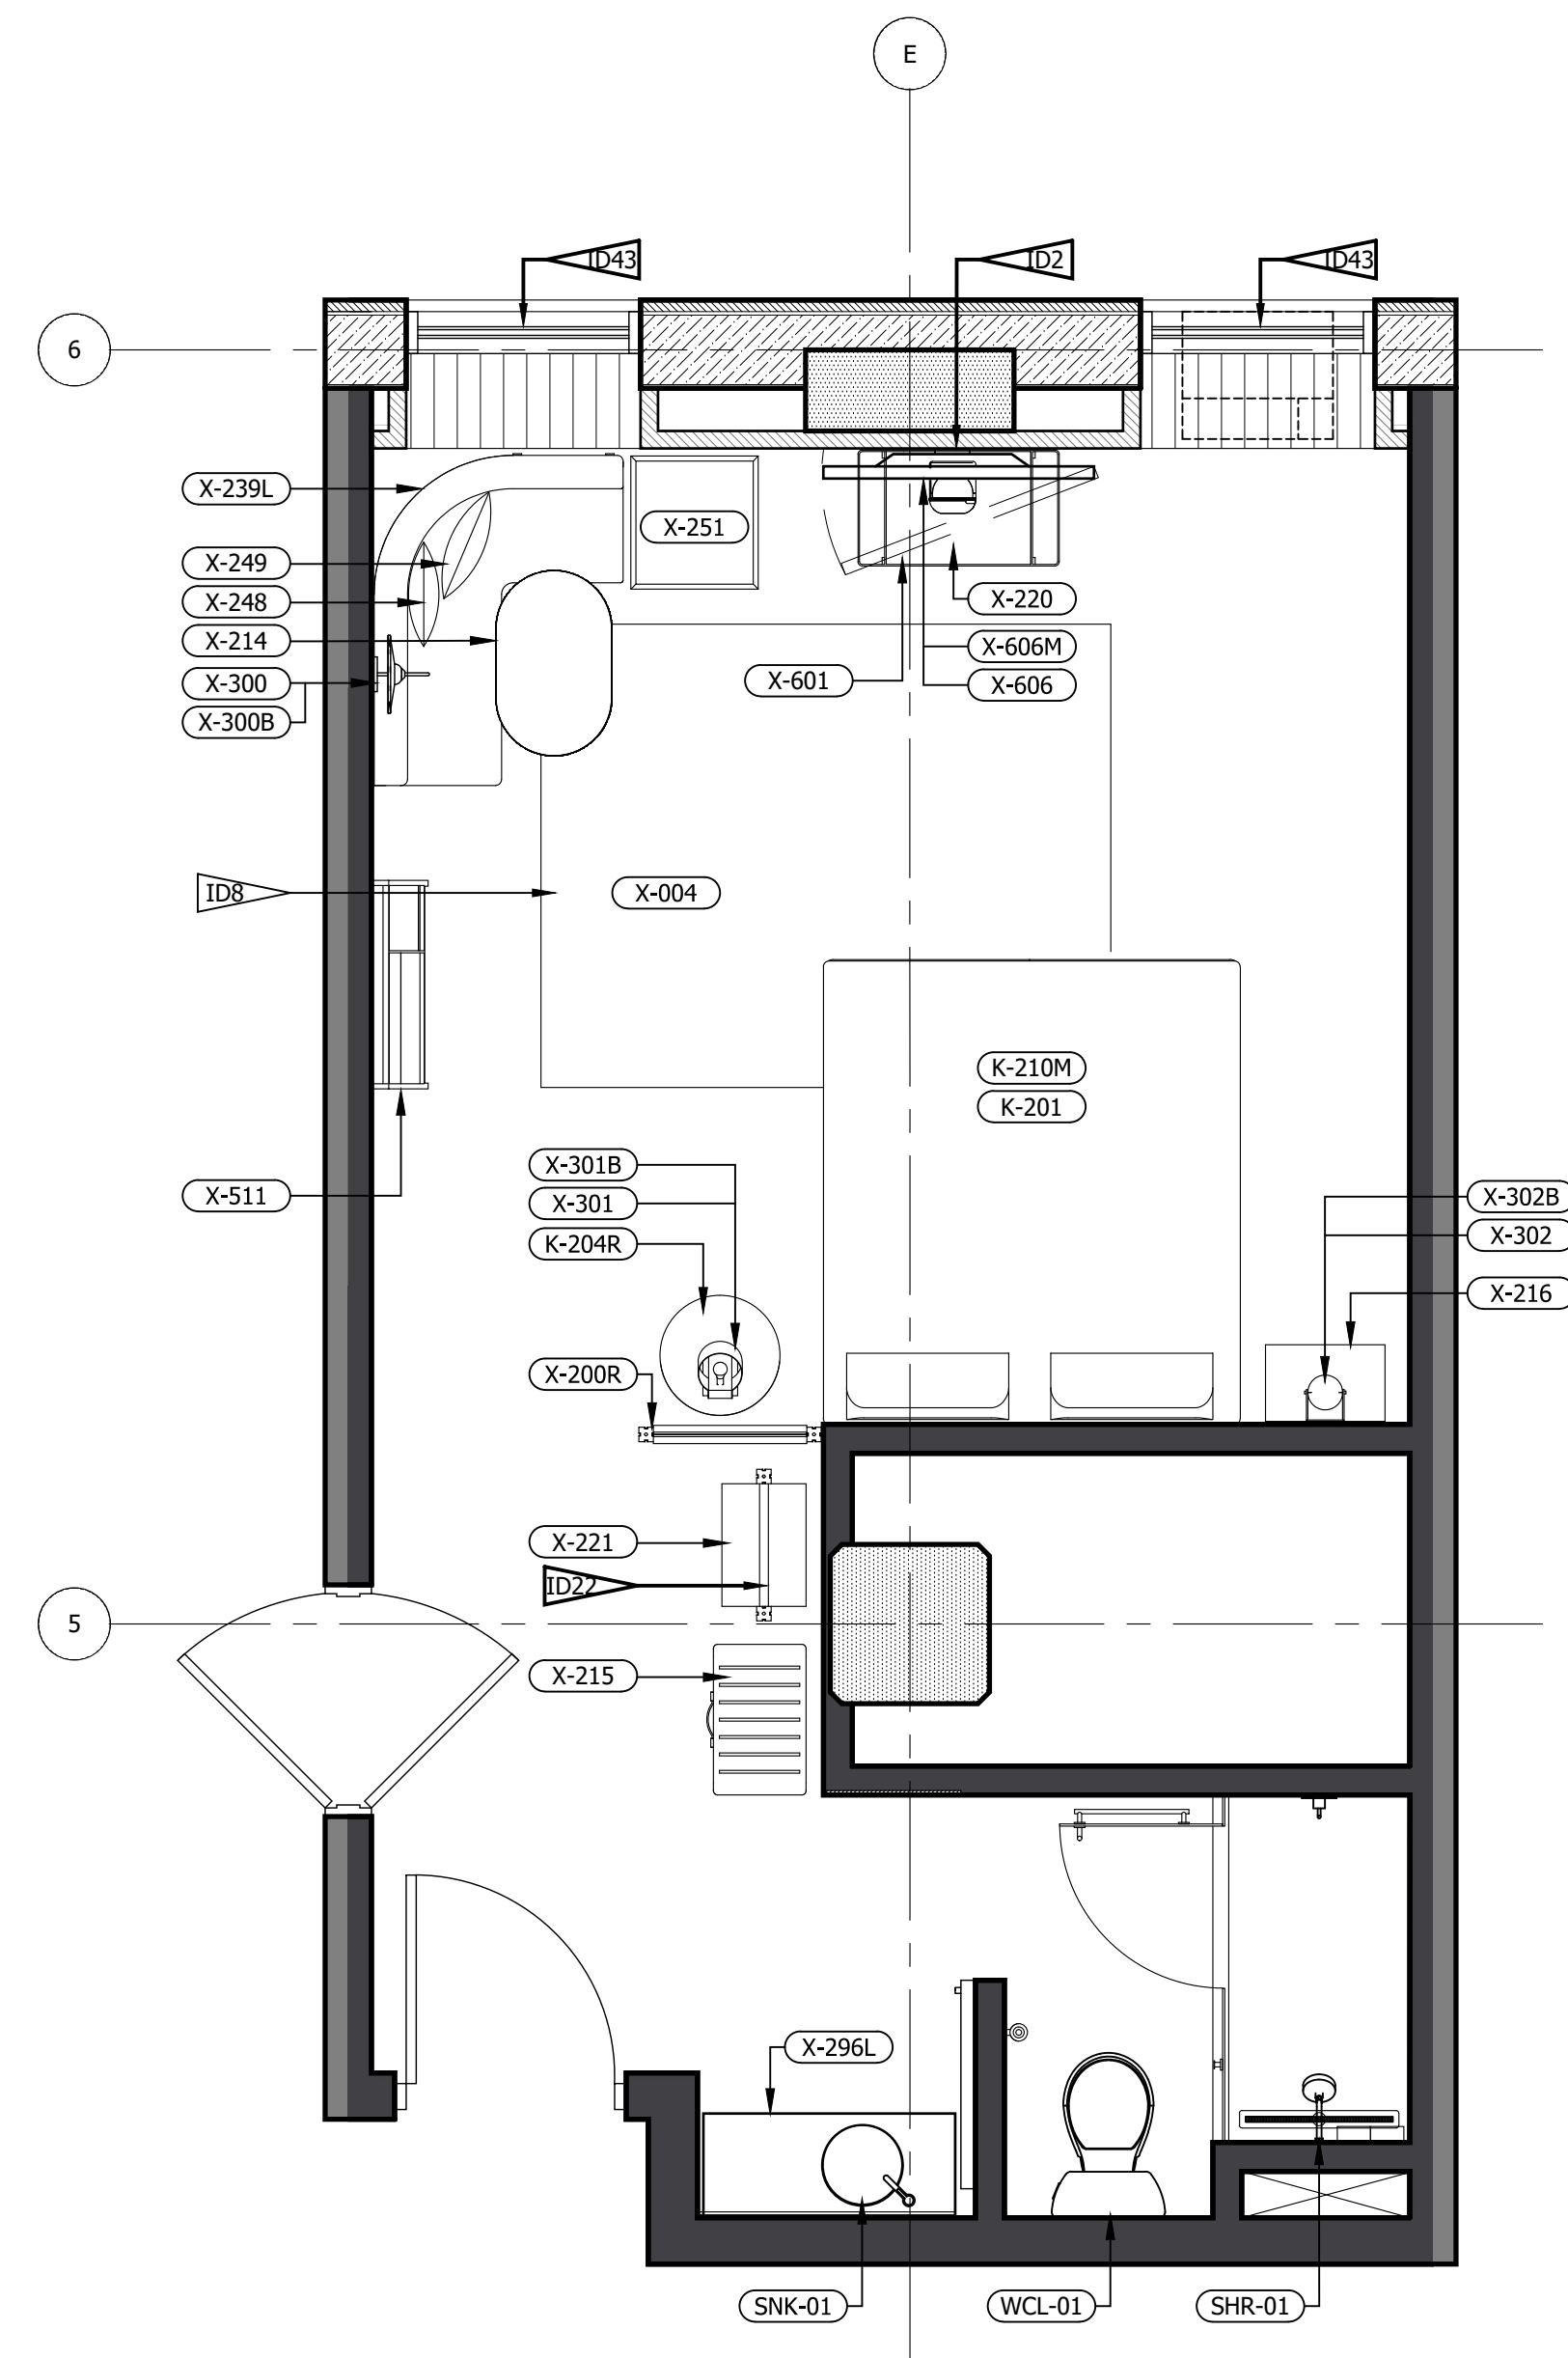 E
ID43
ID2
ID43
6
X-239L
X-251
X-249
X-248
X-220
X-214
X-606M
X-300
X-601
X-606
X-300B
ID8
X-004
K-210M
K-201
X-301B
X-511
X-301
X-302B
K-204R
X-302
X-216
X-200R
X-221
ID22
5
X-215
X-296L
SNK-01
WCL-01
SHR-01